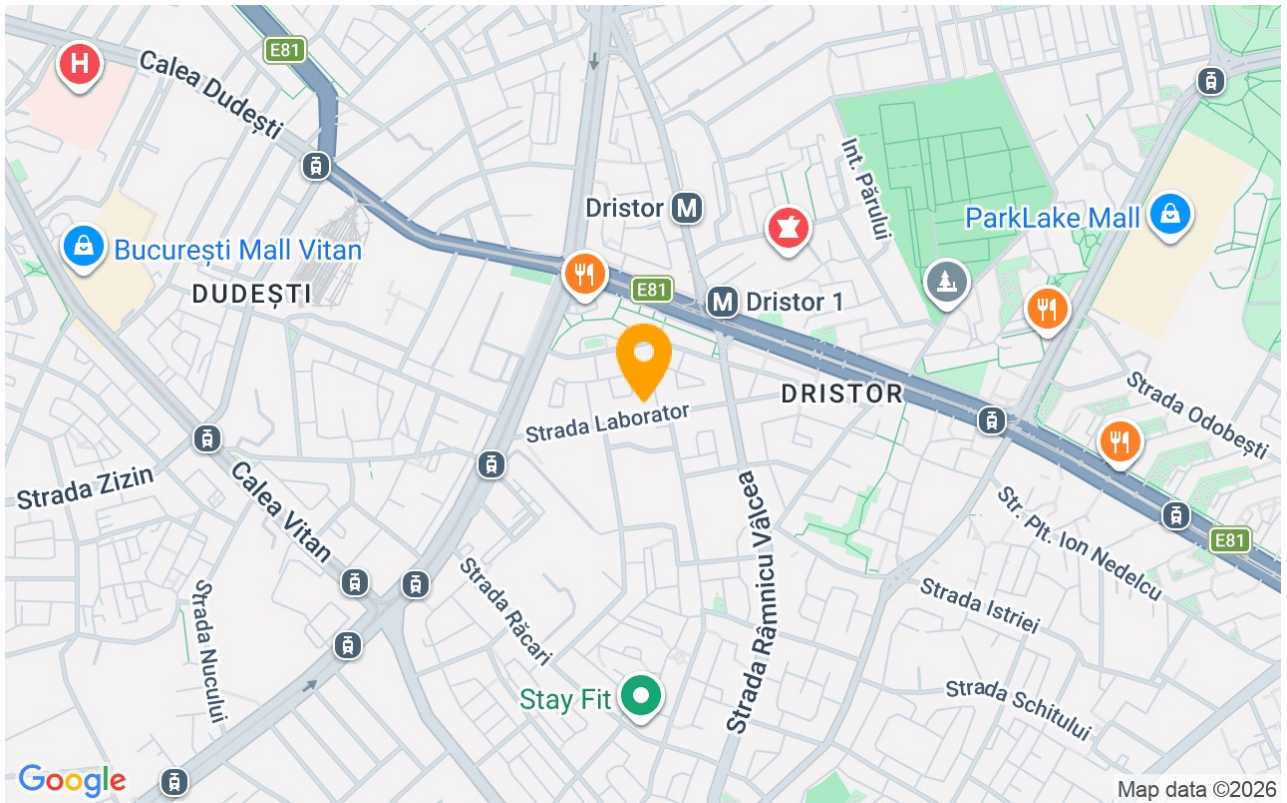 E81
H
Calea Dudești
Int. Părului
Dristor M
ParkLake Mall
București Mall Vitan
DUDEȘTI
E81
M Dristor 1
DRISTOR
Strada Odobești
Strada Laborator
Strada Zizin
Calea Vitan
Strada Râmnicu Vâlcea
Str. Plt. Ion Nedelcu
E81
Strada Nucului
Strada Răcari
Strada Istriei
Strada Schitului
Stay Fit
Google
Map data ©2026